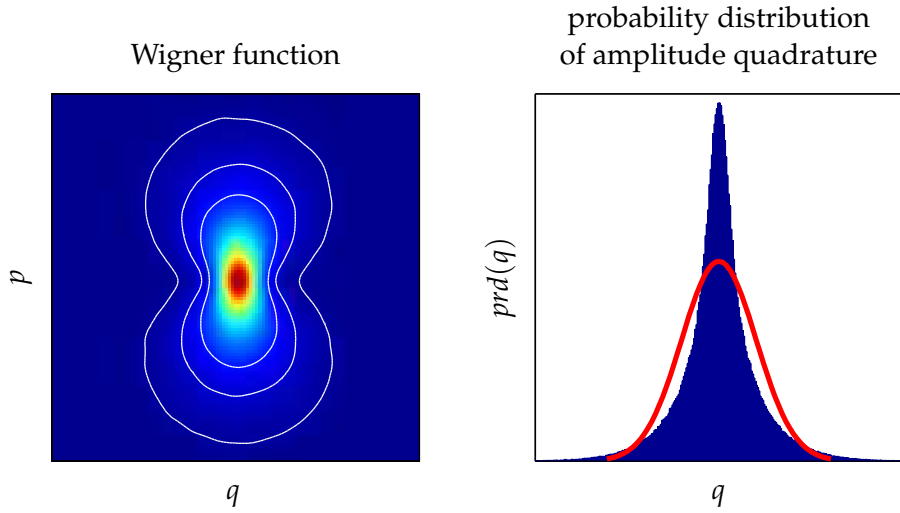 Wigner function
p
q
probability distribution
of amplitude quadrature
prd(q)
q